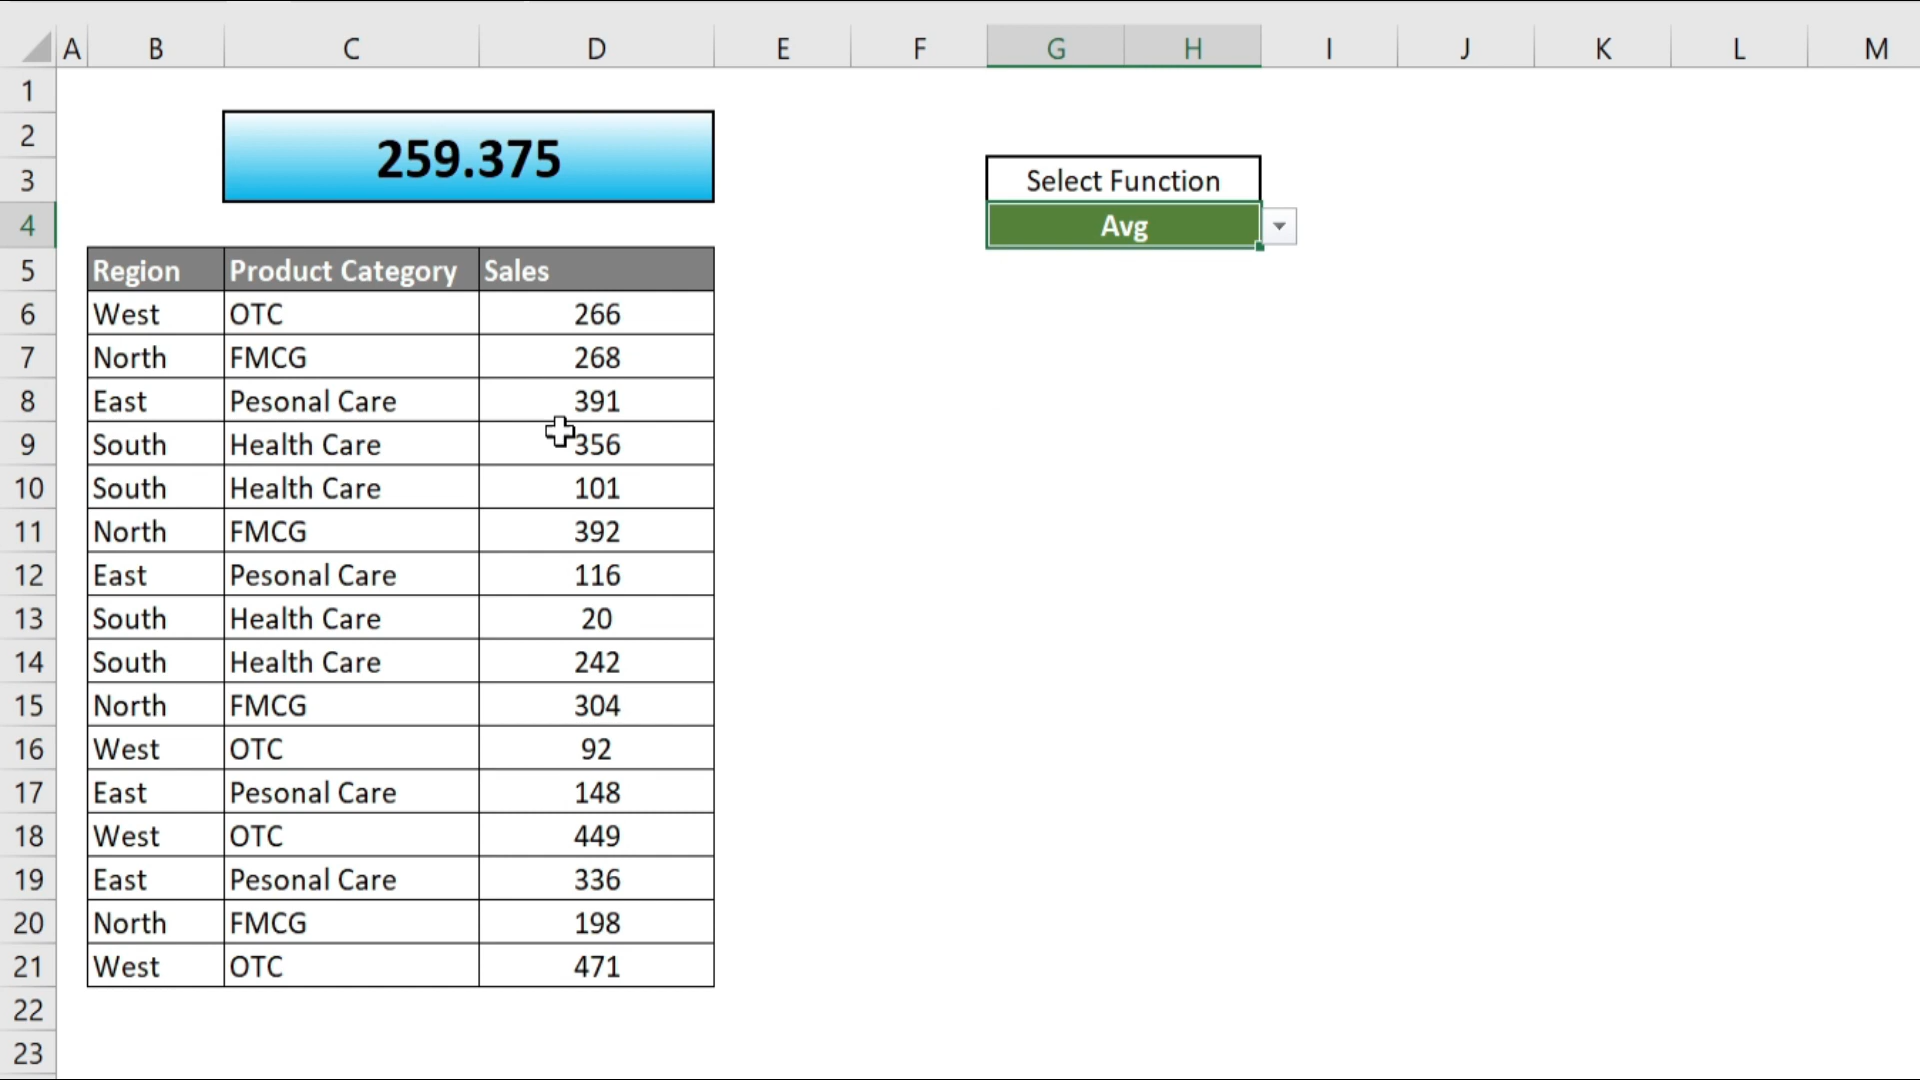 A B C D E F G H I J K L M
1
2 259.375
3 Select Function
4 Avg
5 Region Product Category Sales
6 West OTC 266
7 North FMCG 268
8 East Pesonal Care 391
9 South Health Care 356
10 South Health Care 101
11 North FMCG 392
12 East Pesonal Care 116
13 South Health Care 20
14 South Health Care 242
15 North FMCG 304
16 West OTC 92
17 East Pesonal Care 148
18 West OTC 449
19 East Pesonal Care 336
20 North FMCG 198
21 West OTC 471
22
23